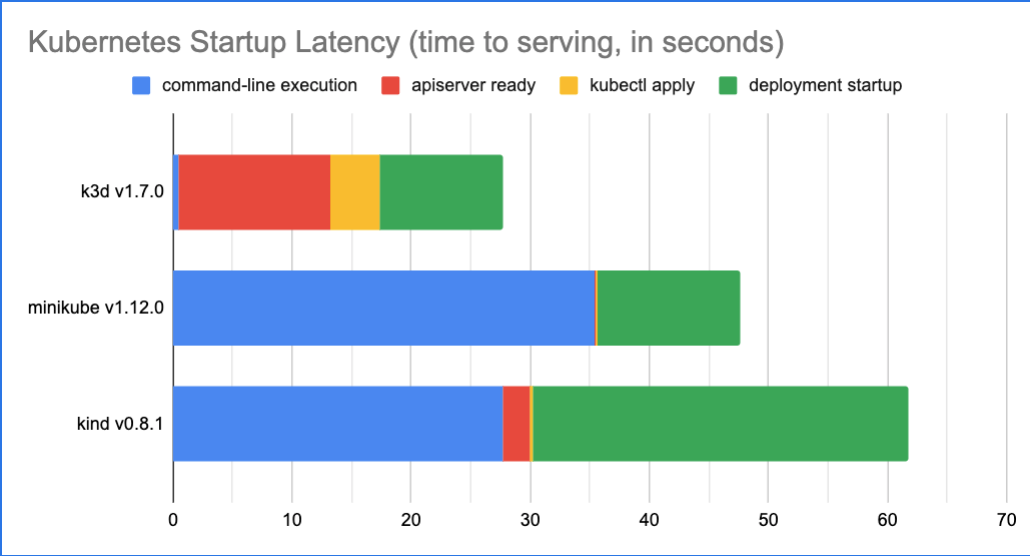 Kubernetes Startup Latency (time to serving, in seconds)
command-line execution apiserver ready kubectl apply deployment startup
k3d v1.7.0
minikube v1.12.0
kind v0.8.1
0 10 20 30 40 50 60 70